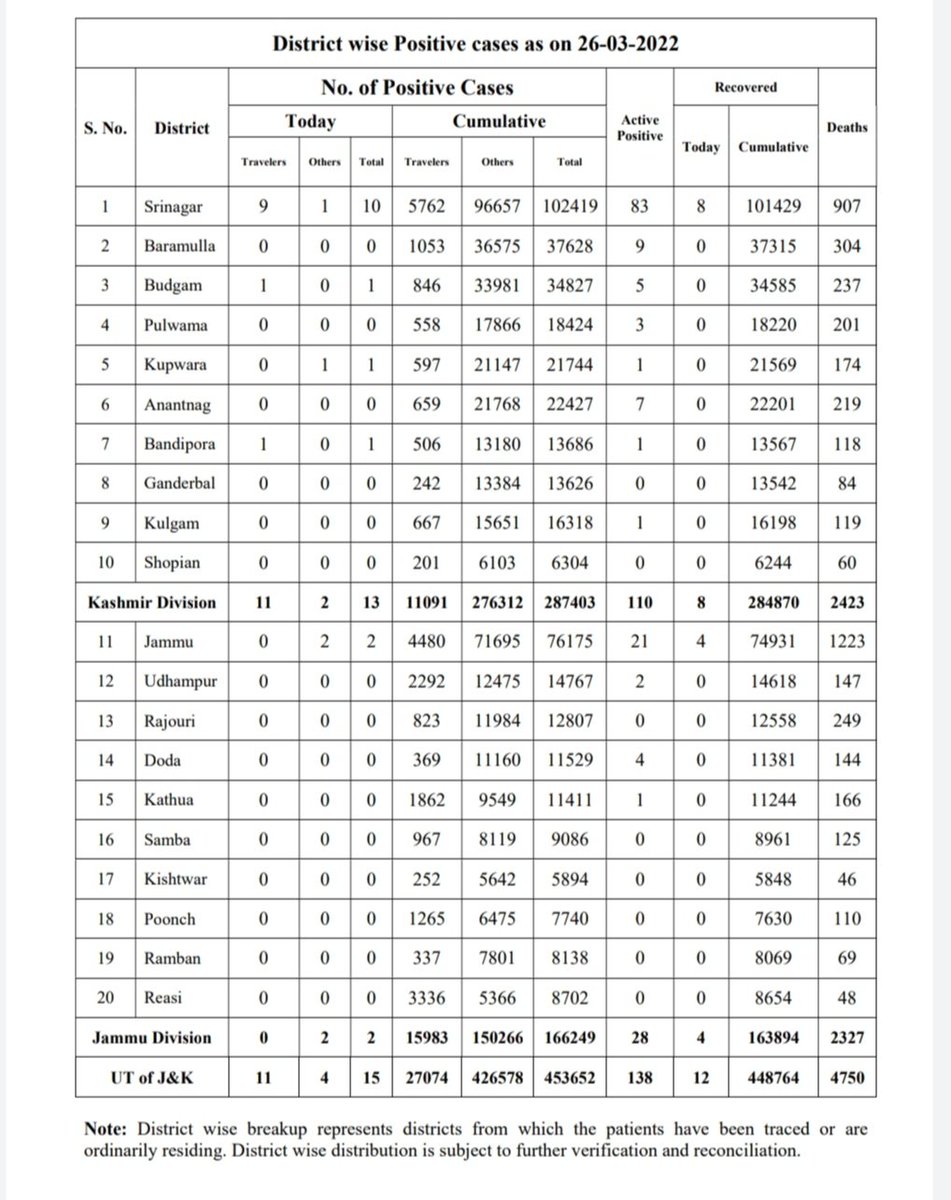 District wise Positive cases as on 26-03-2022
S. No. District No. of Positive Cases Active Positive Recovered Deaths
Today Cumulative Today Cumulative
Travelers Others Total Travelers Others Total
1 Srinagar 9 1 10 5762 96657 102419 83 8 101429 907
2 Baramulla 0 0 0 1053 36575 37628 9 0 37315 304
3 Budgam 1 0 1 846 33981 34827 5 0 34585 237
4 Pulwama 0 0 0 558 17866 18424 3 0 18220 201
5 Kupwara 0 1 1 597 21147 21744 1 0 21569 174
6 Anantnag 0 0 0 659 21768 22427 7 0 22201 219
7 Bandipora 1 0 1 506 13180 13686 1 0 13567 118
8 Ganderbal 0 0 0 242 13384 13626 0 0 13542 84
9 Kulgam 0 0 0 667 15651 16318 1 0 16198 119
10 Shopian 0 0 0 201 6103 6304 0 0 6244 60
Kashmir Division 11 2 13 11091 276312 287403 110 8 284870 2423
11 Jammu 0 2 2 4480 71695 76175 21 4 74931 1223
12 Udhampur 0 0 0 2292 12475 14767 2 0 14618 147
13 Rajouri 0 0 0 823 11984 12807 0 0 12558 249
14 Doda 0 0 0 369 11160 11529 4 0 11381 144
15 Kathua 0 0 0 1862 9549 11411 1 0 11244 166
16 Samba 0 0 0 967 8119 9086 0 0 8961 125
17 Kishtwar 0 0 0 252 5642 5894 0 0 5848 46
18 Poonch 0 0 0 1265 6475 7740 0 0 7630 110
19 Ramban 0 0 0 337 7801 8138 0 0 8069 69
20 Reasi 0 0 0 3336 5366 8702 0 0 8654 48
Jammu Division 0 2 2 15983 150266 166249 28 4 163894 2327
UT of J&K 11 4 15 27074 426578 453652 138 12 448764 4750
Note: District wise breakup represents districts from which the patients have been traced or are
ordinarily residing. District wise distribution is subject to further verification and reconciliation.